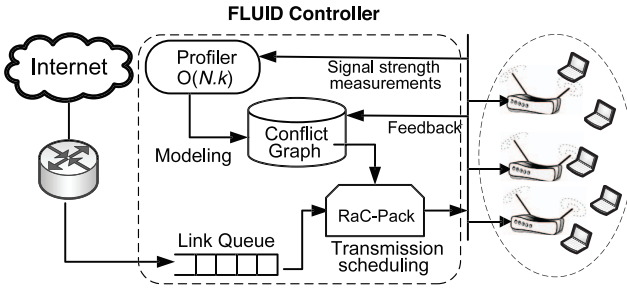 FLUID Controller
Internet
Profiler
O(N.k)
Signal strength
measurements
Conflict
Graph
Feedback
Modeling
RaC-Pack
Link Queue
Transmission
scheduling